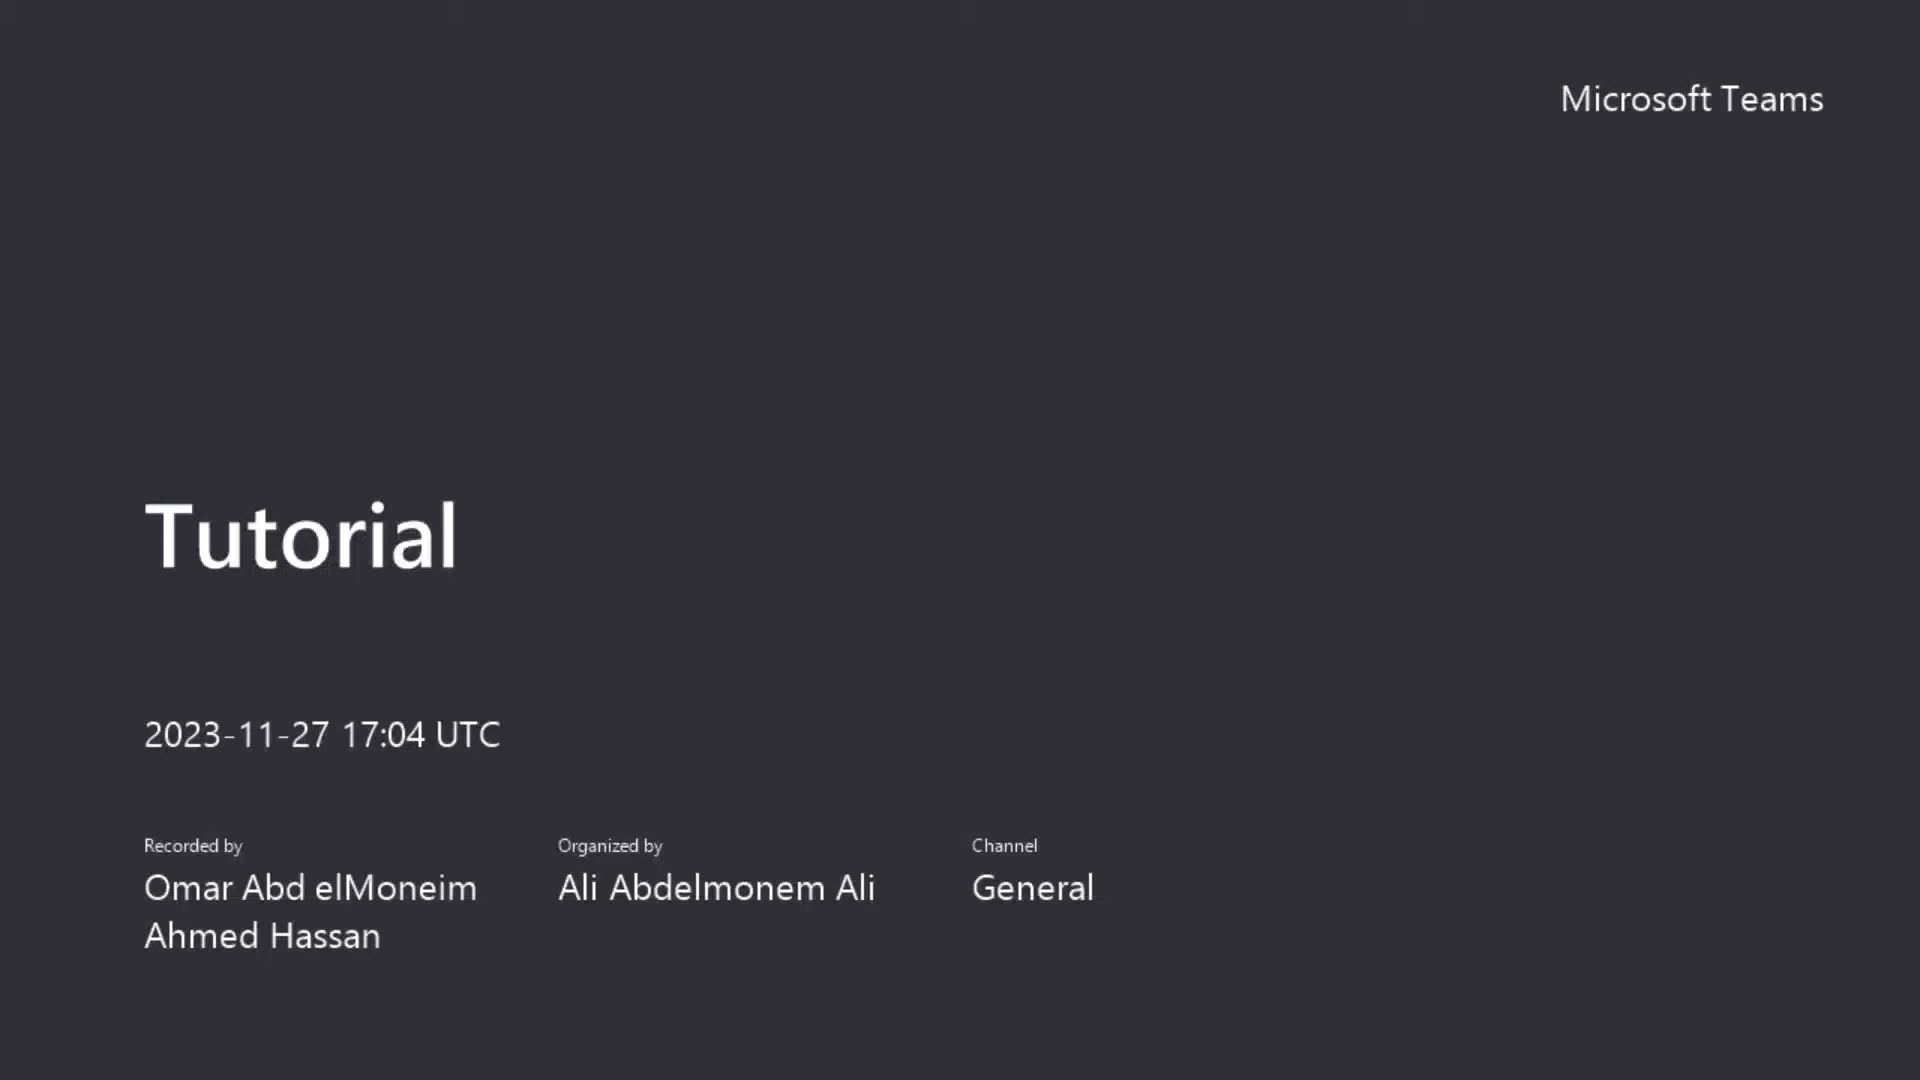 Microsoft Teams
Tutorial
2023-11-27 17:04 UTC
Recorded by
Omar Abd elMoneim
Ahmed Hassan
Organized by
Ali Abdelmonem Ali
Channel
General